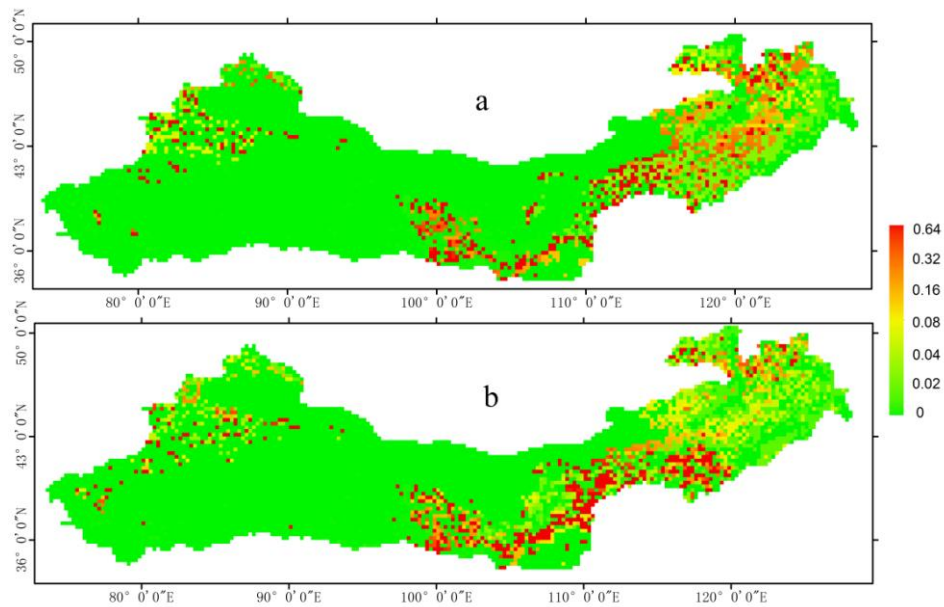 a
50° 0'0"N
43° 0'0"N
36° 0'0"N
80° 0'0"E
90° 0'0"E
100° 0'0"E
110° 0'0"E
120° 0'0"E
b
50° 0'0"N
43° 0'0"N
36° 0'0"N
80° 0'0"E
90° 0'0"E
100° 0'0"E
110° 0'0"E
120° 0'0"E
0.64
0.32
0.16
0.08
0.04
0.02
0